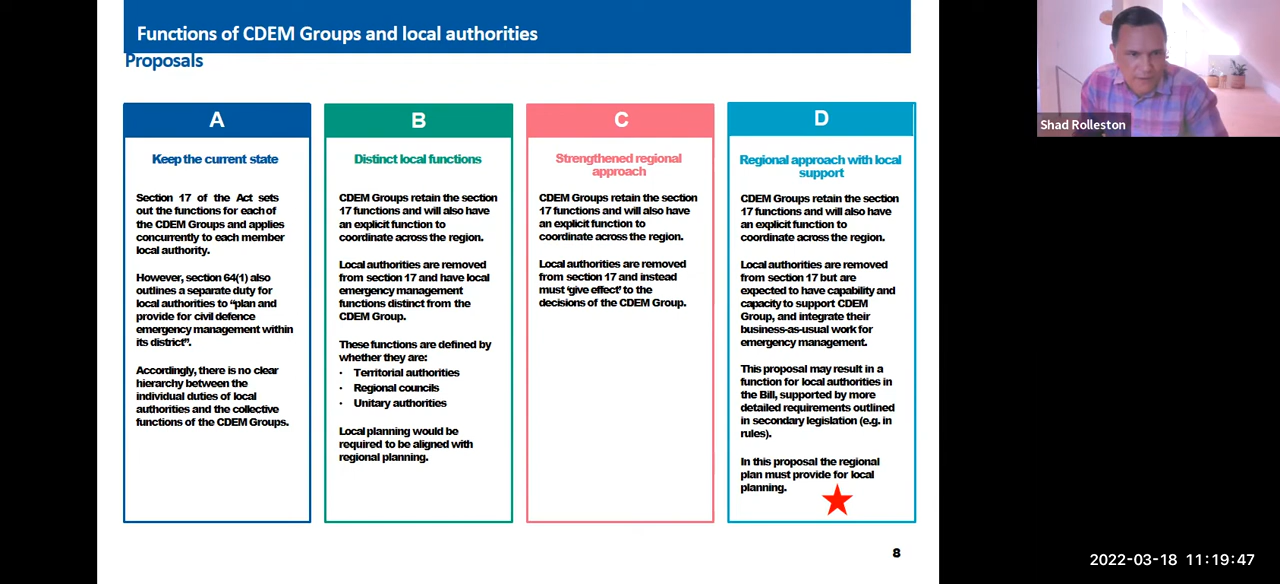 Functions of CDEM Groups and local authorities
Proposals
A
Keep the current state
Section 17 of the Act sets
out the functions for each of
the CDEM Groups and applies
concurrently to each member
local authority.
However, section 64(1) also
outlines a separate duty for
local authorities to “plan and
provide for civil defence
emergency management within
its district”.
Accordingly, there is no clear
hierarchy between the
individual duties of local
authorities and the collective
functions of the CDEM Groups.
B
Distinct local functions
CDEM Groups retain the section
17 functions and will also have
an explicit function to
coordinate across the region.
Local authorities are removed
from section 17 and have local
emergency management
functions distinct from the
CDEM Group.
These functions are defined by
whether they are:
· Territorial authorities
· Regional councils
· Unitary authorities
Local planning would be
required to be aligned with
regional planning.
C
Strengthened regional
approach
CDEM Groups retain the section
17 functions and will also have
an explicit function to
coordinate across the region.
Local authorities are removed
from section 17 and instead
must ‘give effect’ to the
decisions of the CDEM Group.
D
Regional approach with local
support
CDEM Groups retain the section
17 functions and will also have
an explicit function to
coordinate across the region.
Local authorities are removed
from section 17 but are
expected to have capability and
capacity to support CDEM
Group, and integrate their
business-as-usual work for
emergency management.
This proposal may result in a
function for local authorities in
the Bill, supported by more
detailed requirements outlined
in secondary legislation (e.g. in
rules).
In this proposal the regional
plan must provide for local
planning.
8
Shad Rolleston
2022-03-18 11:19:47